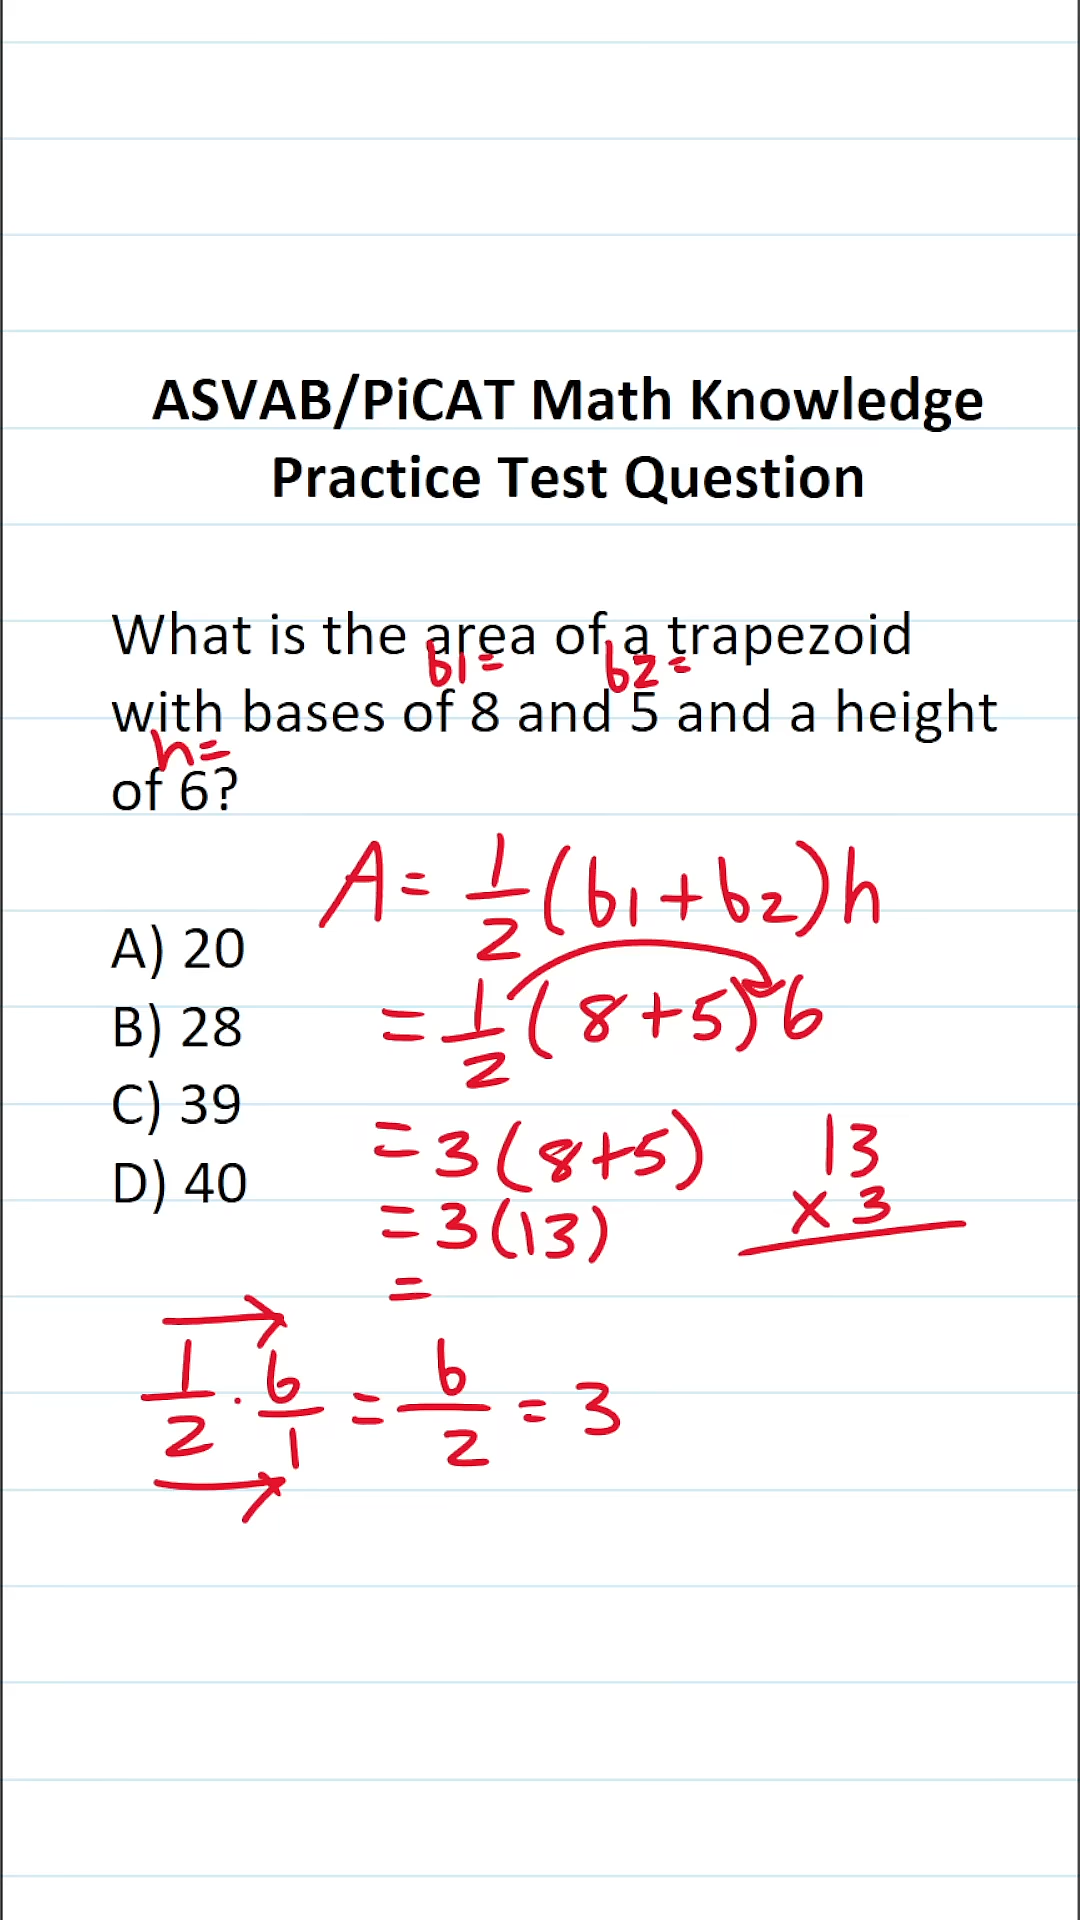 ASVAB/PiCAT Math Knowledge
Practice Test Question
What is the area of a trapezoid
b1= b2=
with bases of 8 and 5 and a height
h=
of 6?
A = 1/2 (b1+b2)h
A) 20
= 1/2 (8+5) 6
B) 28
C) 39
= 3(8+5) 13
D) 40
= 3(13) x 3
=
1/2 · 6/1 = 6/2 = 3